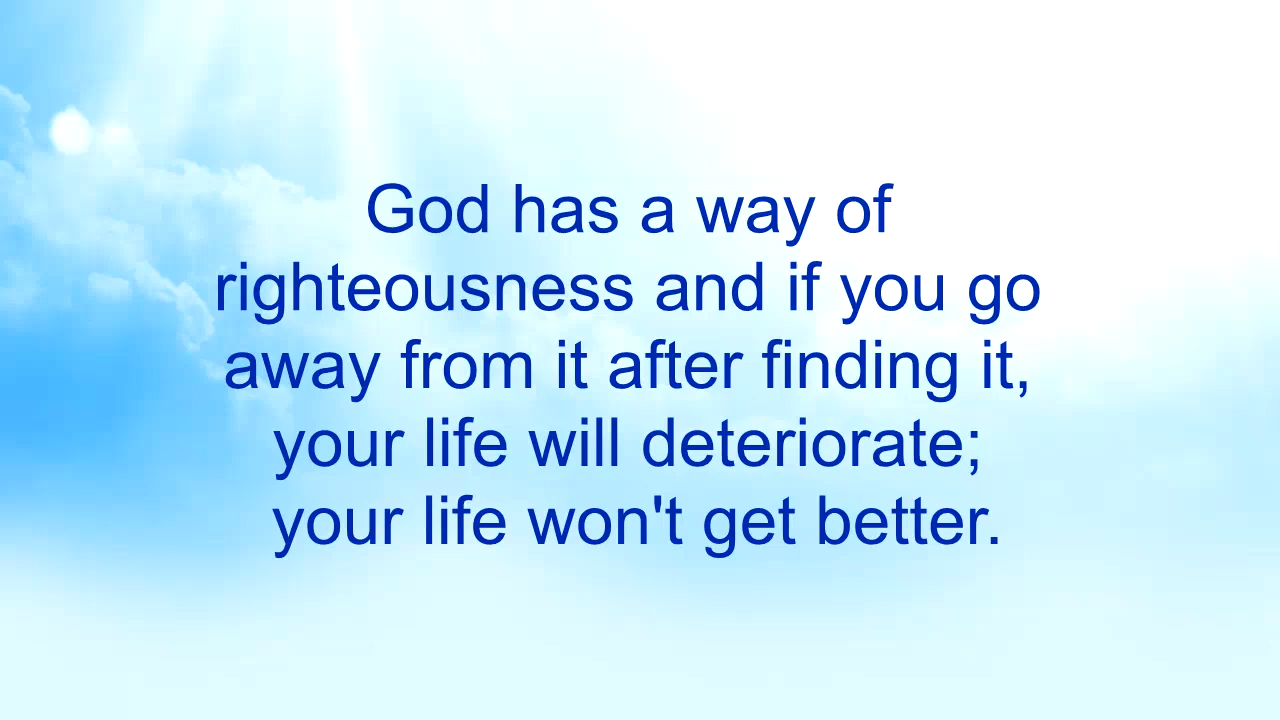 God has a way of
righteousness and if you go
away from it after finding it,
your life will deteriorate;
your life won't get better.